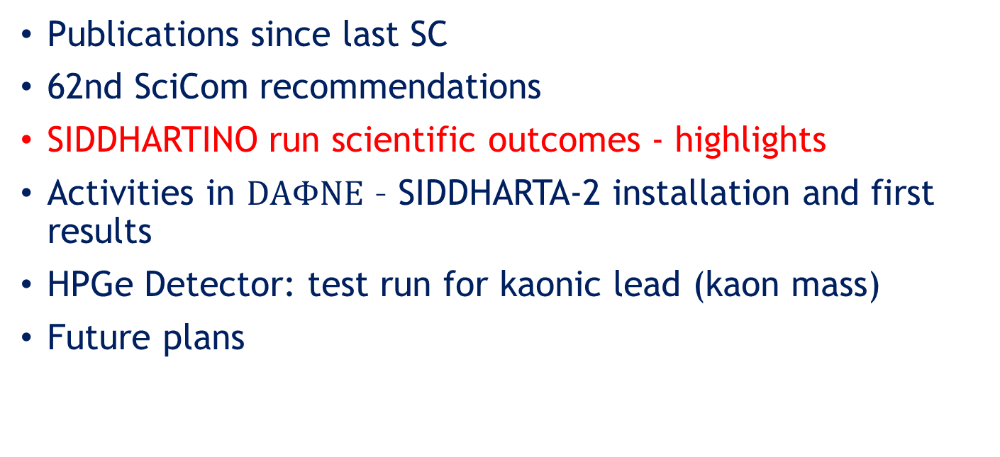 • Publications since last SC
• 62nd SciCom recommendations
• SIDDHARTINO run scientific outcomes - highlights
• Activities in DAΦNE – SIDDHARTA-2 installation and first
results
• HPGe Detector: test run for kaonic lead (kaon mass)
• Future plans